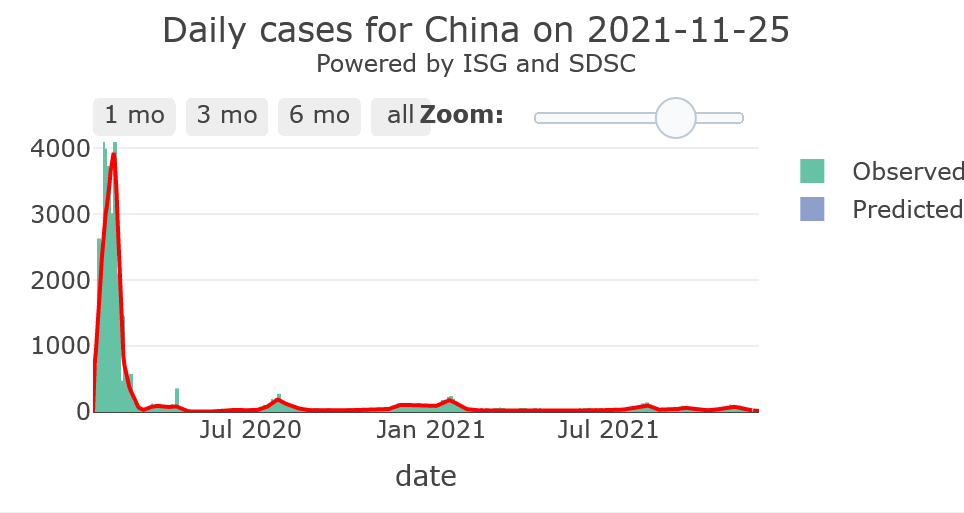 Daily cases for China on 2021-11-25
Powered by ISG and SDSC
1 mo 3 mo 6 mo all Zoom:
4000
3000
2000
1000
0
Observed
Predicted
Jul 2020 Jan 2021 Jul 2021
date